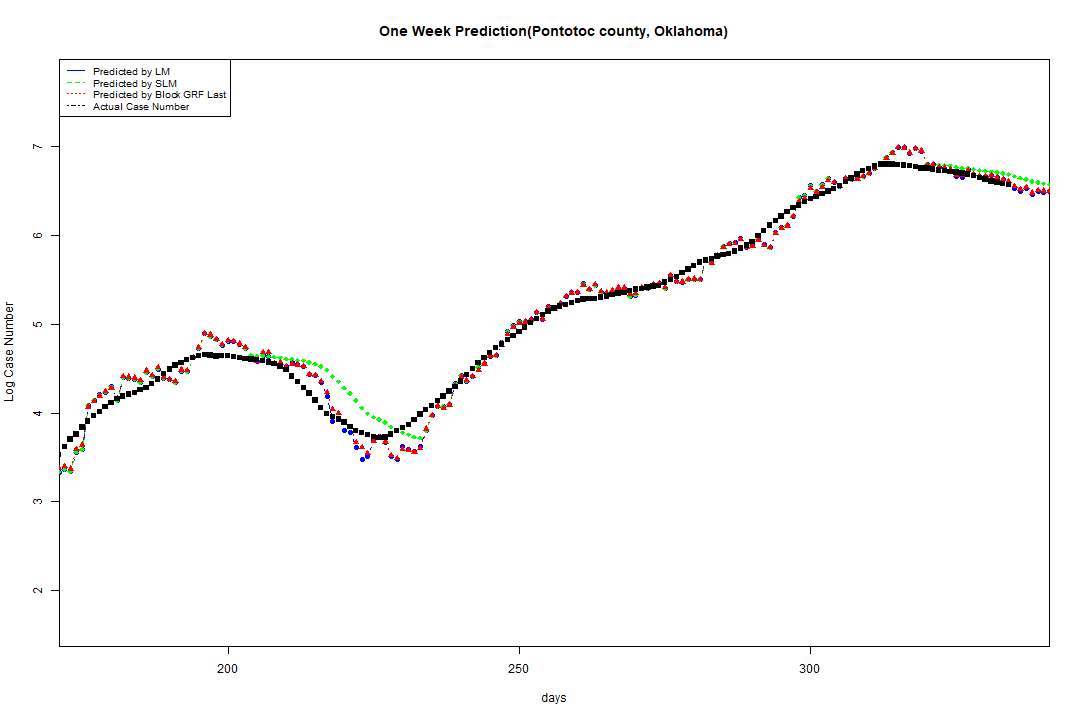 One Week Prediction(Pontotoc county, Oklahoma)
Predicted by LM
Predicted by SLM
Predicted by Block GRF Last
Actual Case Number
7
6
5
4
3
2
Log Case Number
200 250 300
days